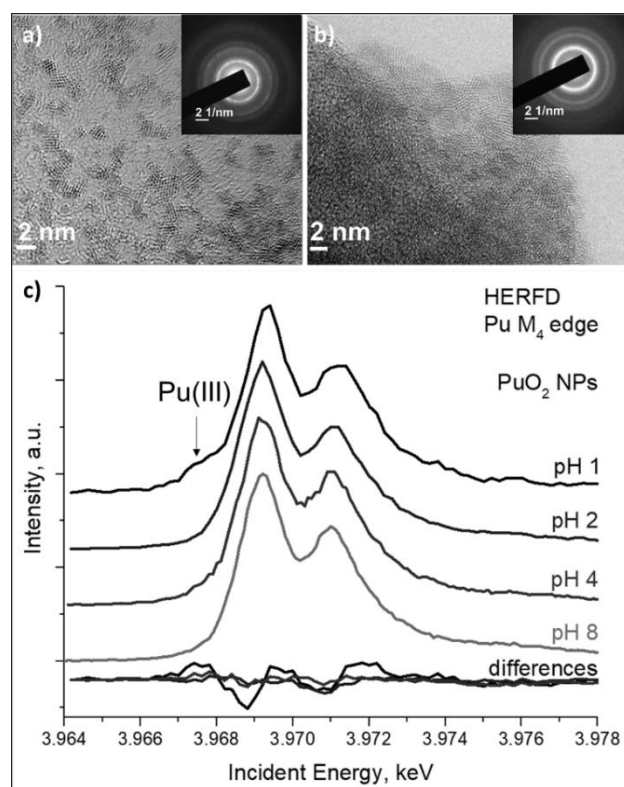 a)
2 1/nm
2 nm
b)
2 1/nm
2 nm
c)
HERFD
Pu M₄ edge
PuO₂ NPs
Pu(III)
pH 1
pH 2
pH 4
pH 8
differences
Intensity, a.u.
3.964 3.966 3.968 3.970 3.972 3.974 3.976 3.978
Incident Energy, keV